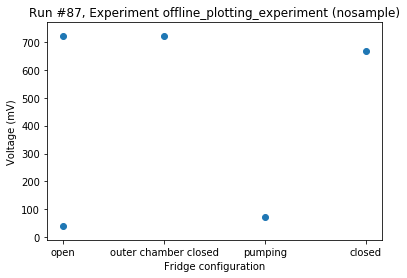 Run #87, Experiment offline_plotting_experiment (nosample)
700
600
500
400
300
200
100
0
Voltage (mV)
open outer chamber closed pumping closed
Fridge configuration